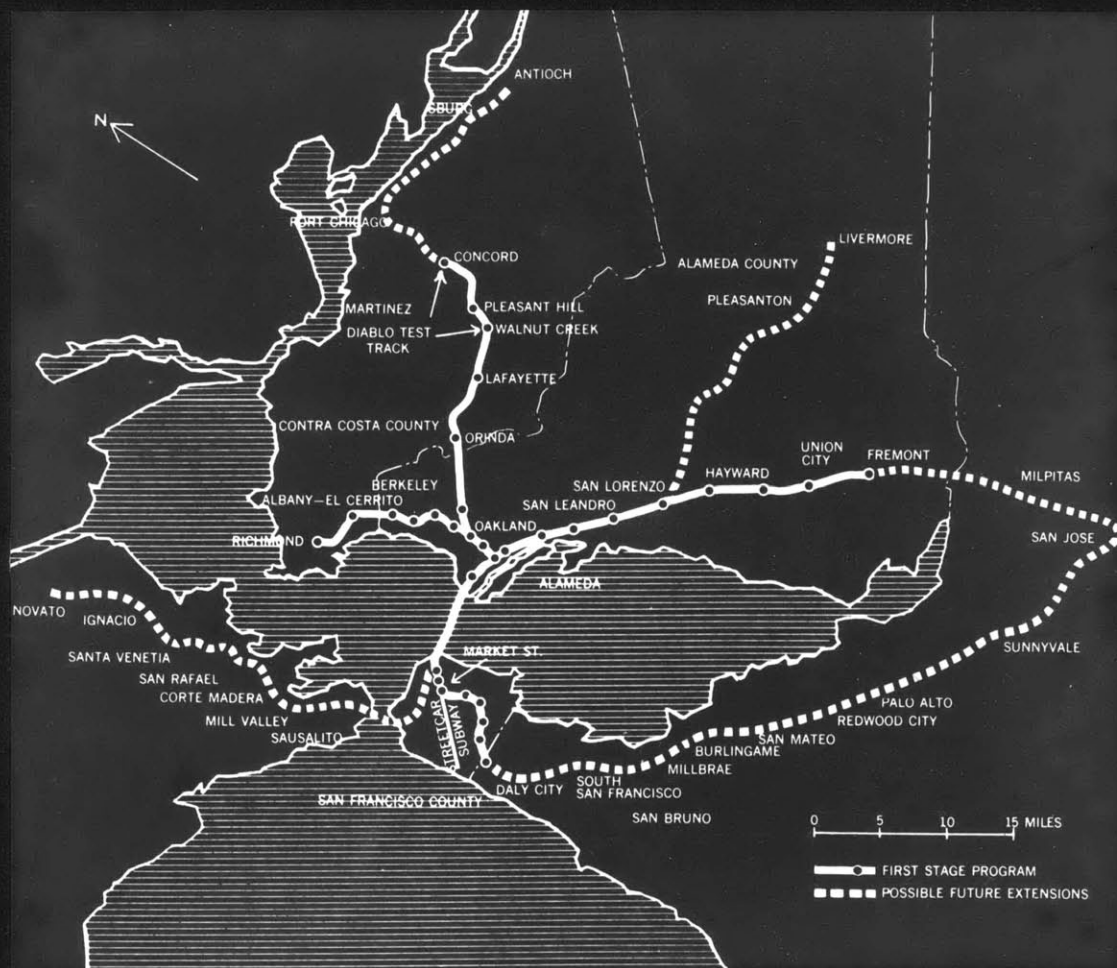 ANTIOCH
SBURG
N
PORT CHICAGO
LIVERMORE
CONCORD
ALAMEDA COUNTY
PLEASANTON
MARTINEZ
PLEASANT HILL
DIABLO TEST
TRACK
WALNUT CREEK
LAFAYETTE
CONTRA COSTA COUNTY
ORINDA
UNION
CITY
FREMONT
HAYWARD
MILPITAS
BERKELEY
SAN LORENZO
ALBANY—EL CERRITO
SAN LEANDRO
OAKLAND
RICHMOND
SAN JOSE
ALAMEDA
NOVATO
IGNACIO
MARKET ST.
SUNNYVALE
SANTA VENETIA
SAN RAFAEL
CORTE MADERA
PALO ALTO
MILL VALLEY
REDWOOD CITY
SAUSALITO
STREETCAR
SUBWAY
SAN MATEO
BURLINGAME
MILLBRAE
DALY CITY
SOUTH
SAN FRANCISCO
SAN FRANCISCO COUNTY
SAN BRUNO
0 5 10 15 MILES
FIRST STAGE PROGRAM
POSSIBLE FUTURE EXTENSIONS